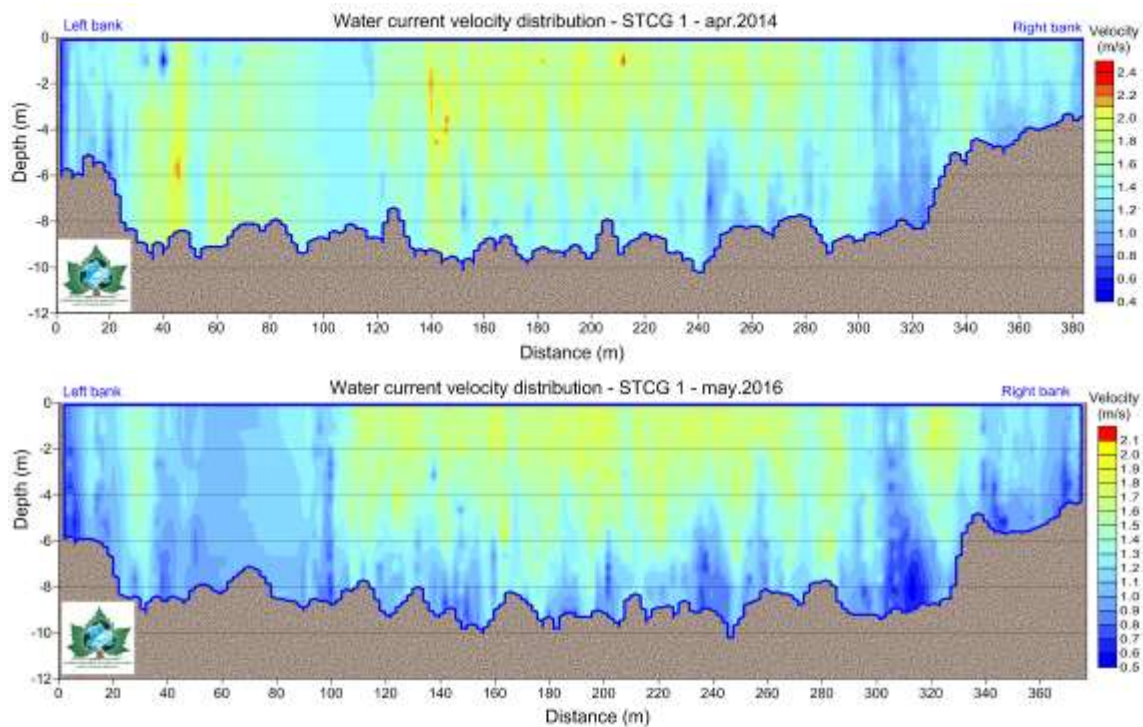 Water current velocity distribution - STCG 1 - apr.2014
Left bank
Right bank
Velocity
(m/s)
0
-2
-4
-6
-8
-10
-12
Depth (m)
2.4
2.2
2.0
1.8
1.6
1.4
1.2
1.0
0.8
0.6
0.4
0 20 40 60 80 100 120 140 160 180 200 220 240 260 280 300 320 340 360 380
Distance (m)
Water current velocity distribution - STCG 1 - may.2016
Left bank
Right bank
Velocity
(m/s)
0
-2
-4
-6
-8
-10
-12
Depth (m)
2.1
2.0
1.9
1.8
1.7
1.6
1.5
1.4
1.3
1.2
1.1
1.0
0.9
0.8
0.7
0.6
0.5
0 20 40 60 80 100 120 140 160 180 200 220 240 260 280 300 320 340 360
Distance (m)